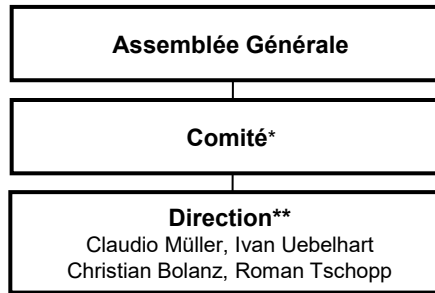 Assemblée Générale
Comité*
Direction**
Claudio Müller, Ivan Uebelhart
Christian Bolanz, Roman Tschopp